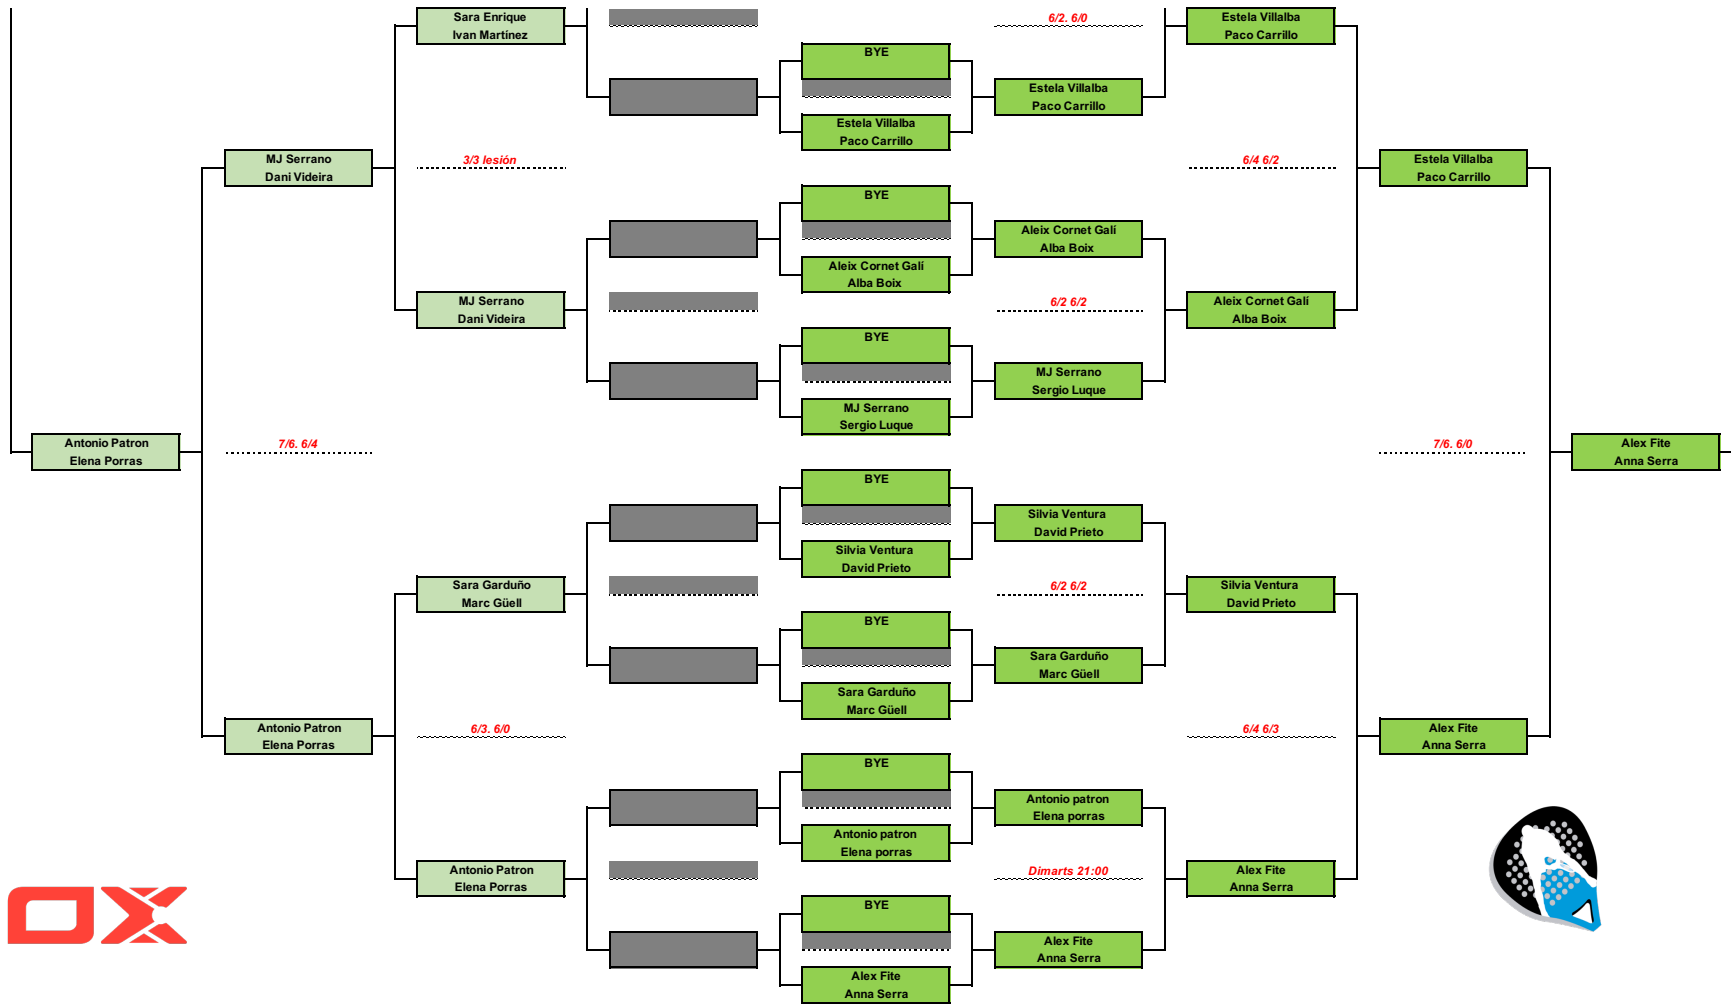 Sara Enrique
Ivan Martínez
6/2. 6/0
Estela Villalba
Paco Carrillo
BYE
Estela Villalba
Paco Carrillo
Estela Villalba
Paco Carrillo
MJ Serrano
Dani Videira
3/3 lesión
6/4 6/2
Estela Villalba
Paco Carrillo
BYE
Aleix Cornet Galí
Alba Boix
Aleix Cornet Galí
Alba Boix
MJ Serrano
Dani Videira
6/2 6/2
Aleix Cornet Galí
Alba Boix
BYE
MJ Serrano
Sergio Luque
MJ Serrano
Sergio Luque
Antonio Patron
Elena Porras
7/6. 6/4
7/6. 6/0
Alex Fite
Anna Serra
BYE
Silvia Ventura
David Prieto
Silvia Ventura
David Prieto
Sara Garduño
Marc Güell
6/2 6/2
Silvia Ventura
David Prieto
BYE
Sara Garduño
Marc Güell
Sara Garduño
Marc Güell
Antonio Patron
Elena Porras
6/3. 6/0
6/4 6/3
Alex Fite
Anna Serra
BYE
Antonio patron
Elena porras
Antonio patron
Elena porras
Antonio Patron
Elena Porras
Dimarts 21:00
Alex Fite
Anna Serra
OX
BYE
Alex Fite
Anna Serra
Alex Fite
Anna Serra